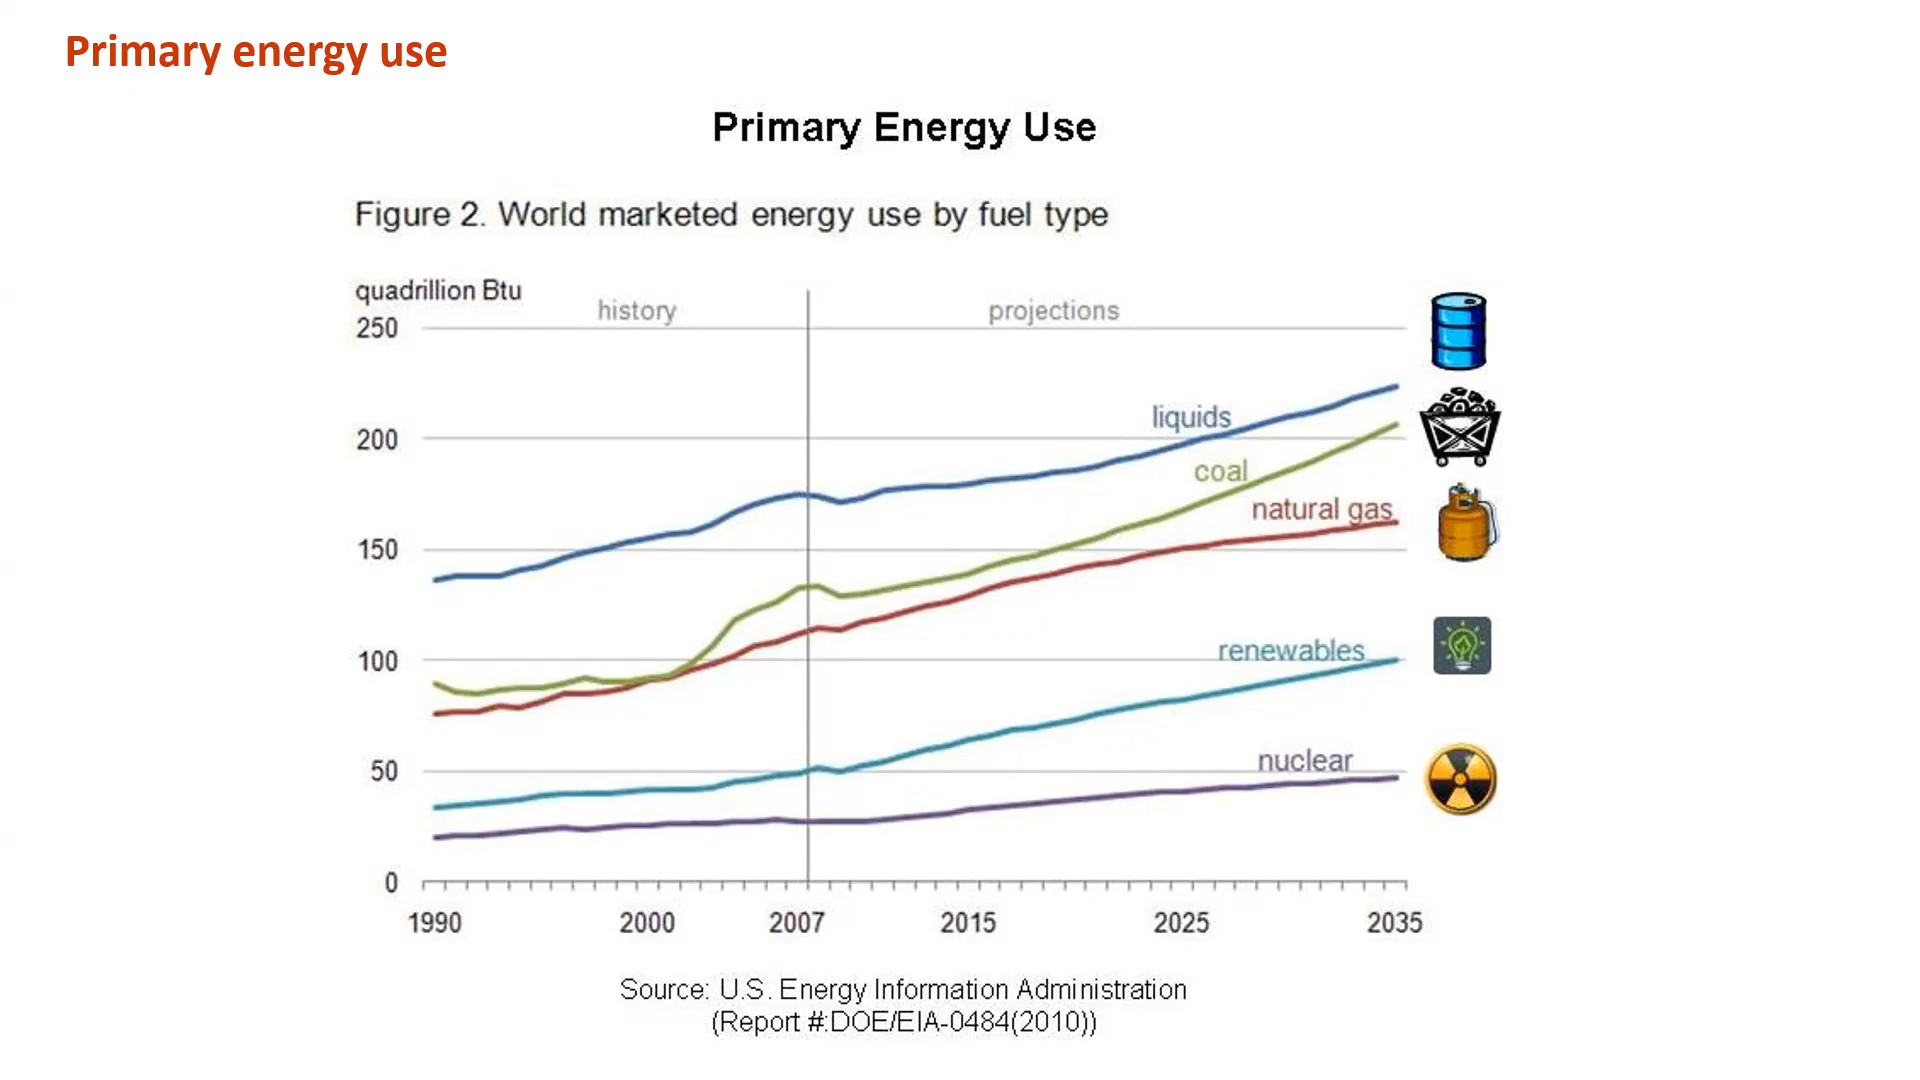 Primary energy use
Primary Energy Use
Figure 2. World marketed energy use by fuel type
quadrillion Btu
history
projections
250
liquids
200
coal
natural gas
150
100
renewables
50
nuclear
0
1990 2000 2007 2015 2025 2035
Source: U.S. Energy Information Administration
(Report #:DOE/EIA-0484(2010))